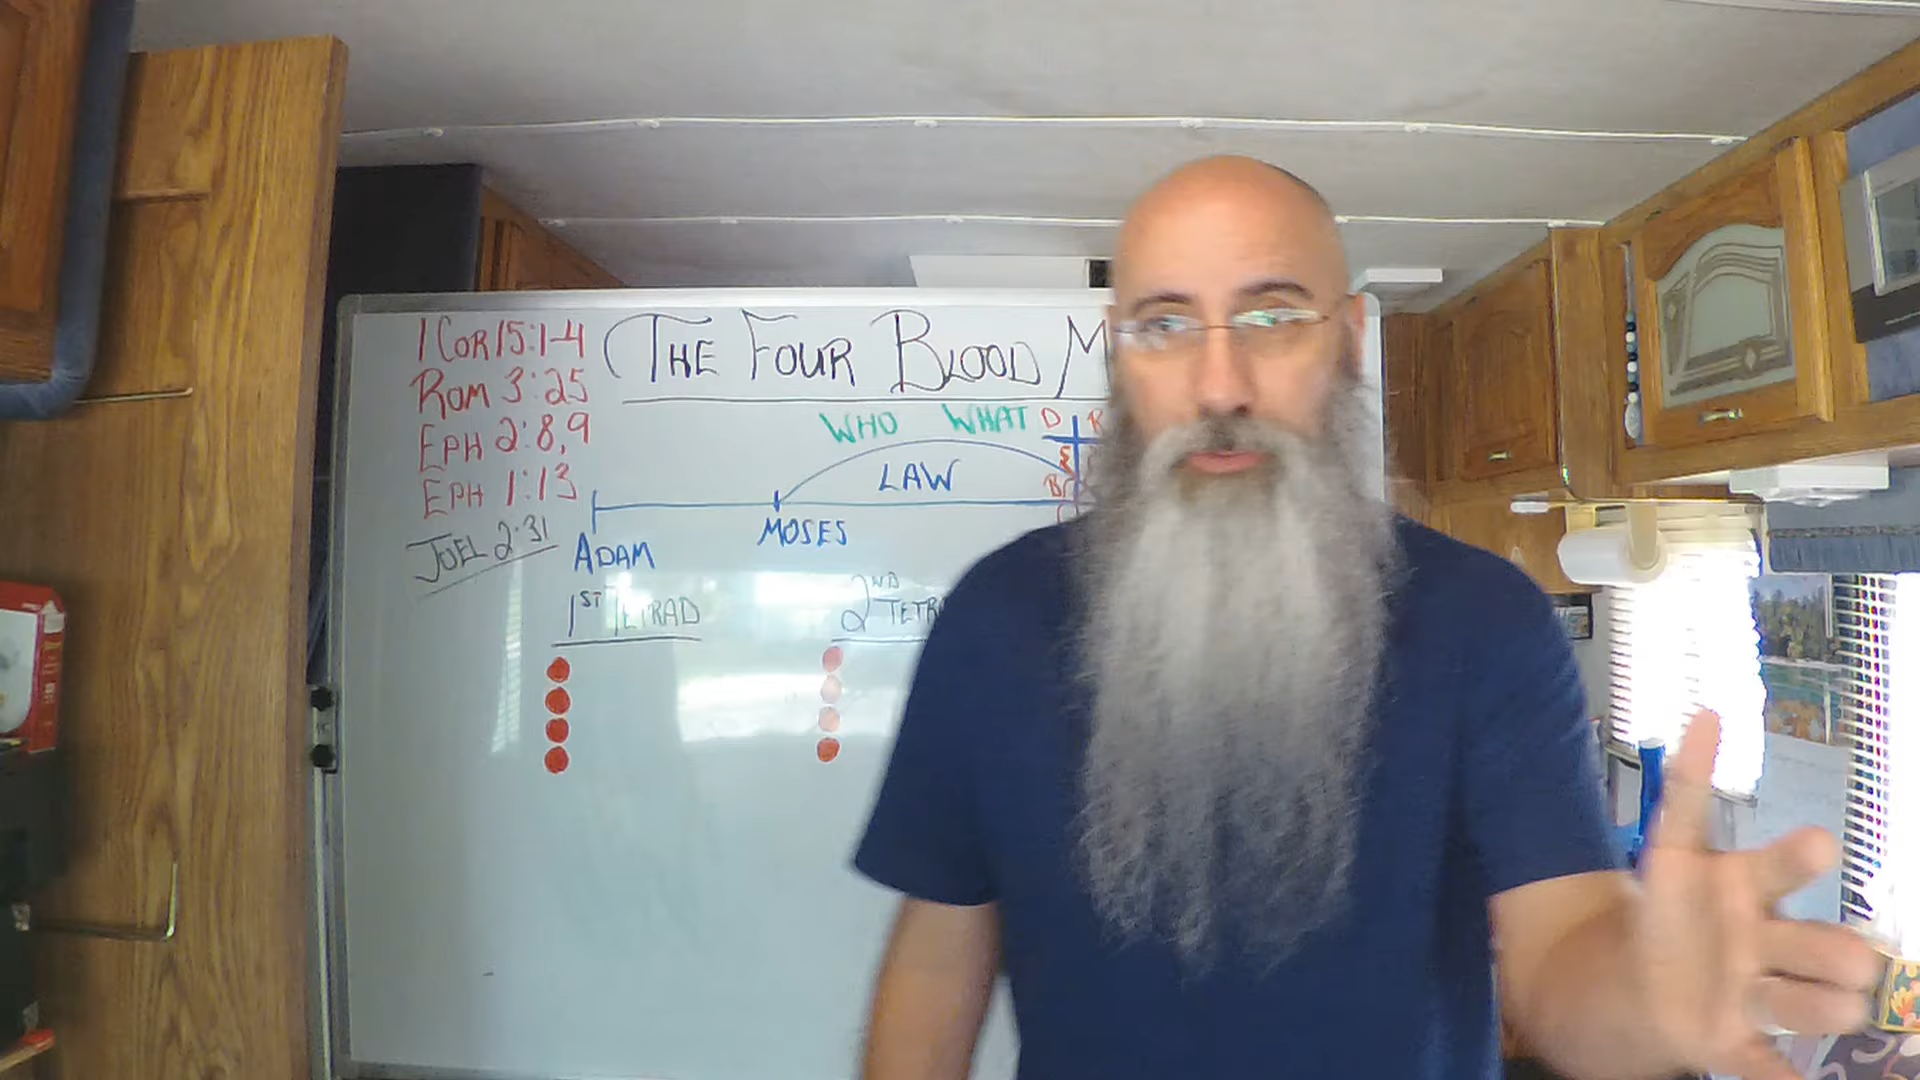 1 COR 15:1-4
ROM 3:25
EPH 2:8,9
EPH 1:13
JOEL 2:31
THE FOUR BLOOD M
WHO WHAT D R
LAW
MOSES
ADAM
1ST TETRAD
2ND TETR